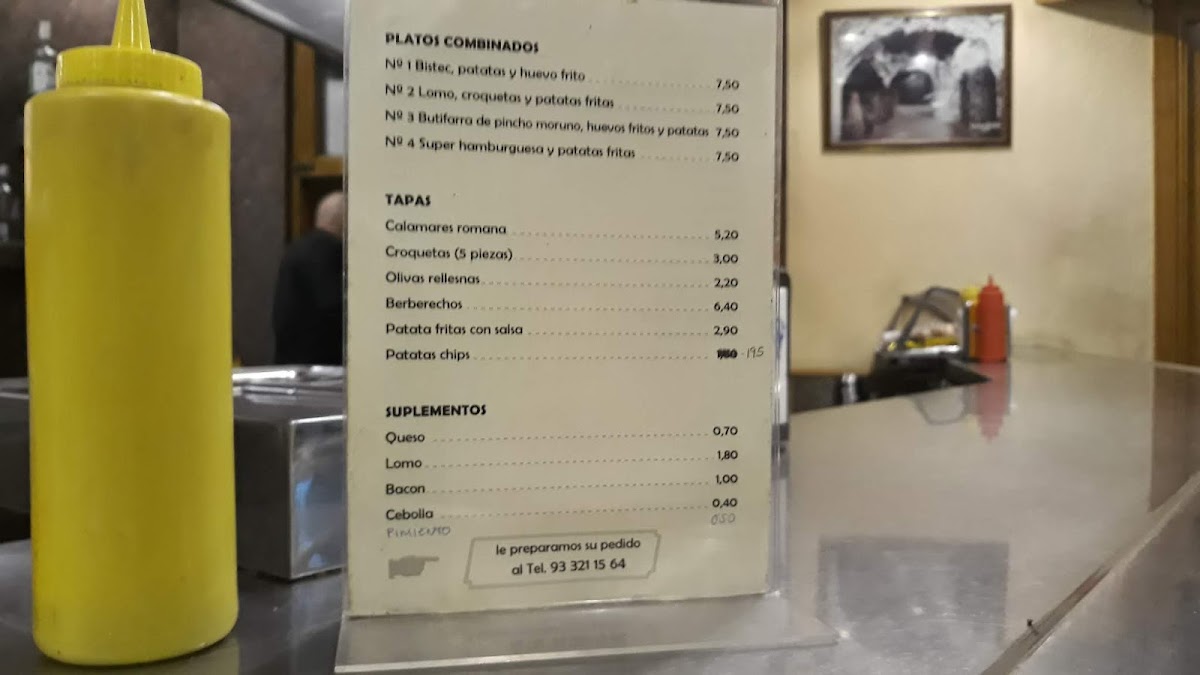 PLATOS COMBINADOS
Nº 1 Bistec, patatas y huevo frito 7,50
Nº 2 Lomo, croquetas y patatas fritas 7,50
Nº 3 Butifarra de pincho moruno, huevos fritos y patatas 7,50
Nº 4 Super hamburguesa y patatas fritas 7,50
TAPAS
Calamares romana 5,20
Croquetas (5 piezas) 3,00
Olivas rellesnas 2,20
Berberechos 6,40
Patata fritas con salsa 2,90
Patatas chips 195
SUPLEMENTOS
Queso 0,70
Lomo 1,80
Bacon 1,00
Cebolla 0,40
PIMIENTO 050
le preparamos su pedido
al Tel. 93 321 15 64